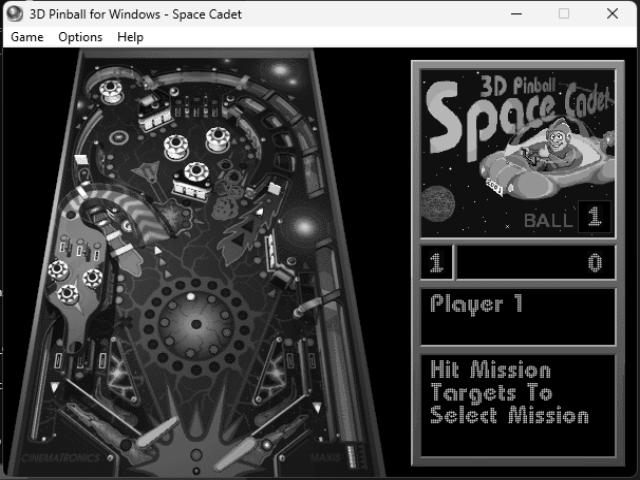 3D Pinball for Windows - Space Cadet
Game Options Help
3D Pinball
Space Cadet
BALL 1
1 0
Player 1
Hit Mission
Targets To
Select Mission
CINEMATRONICS
MAXIS